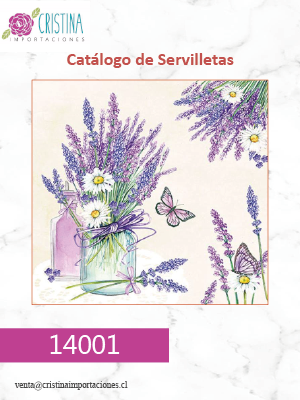 CRISTINA
IMPORTACIONES
Catálogo de Servilletas
14001
venta@cristinaimportaciones.cl